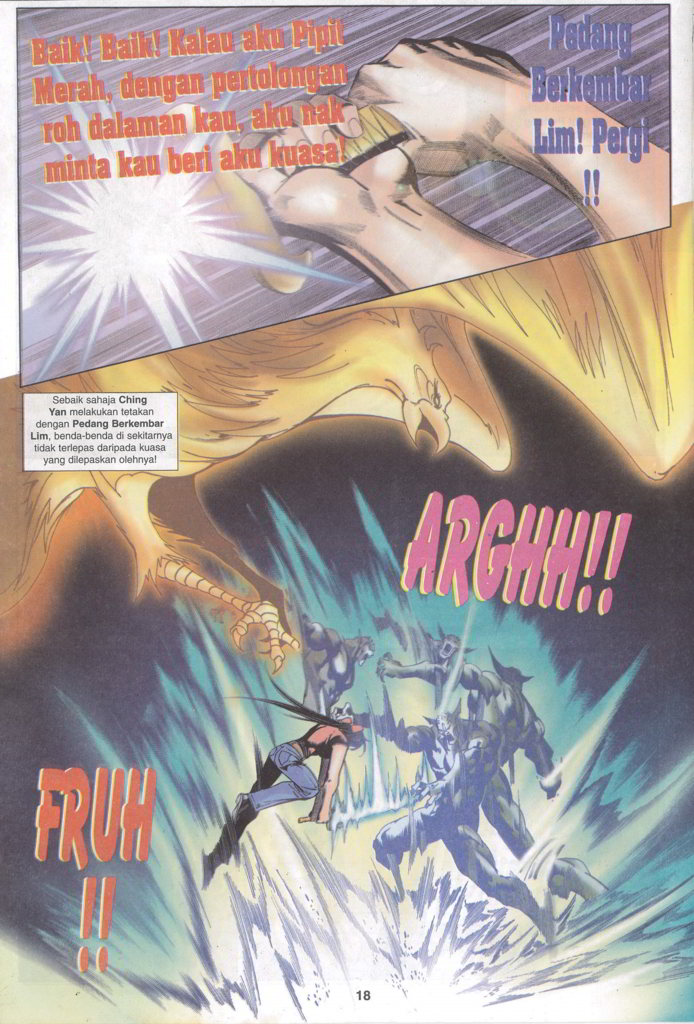 Baik! Baik! Kalau aku Pipit
Merah, dengan pertolongan
roh dalaman kau, aku nak
minta kau beri aku kuasa!
Pedang
Berkembar
Lim! Pergi
!!
Sebaik sahaja Ching
Yan melakukan tetakan
dengan Pedang Berkembar
Lim, benda-benda di sekitarnya
tidak terlepas daripada kuasa
yang dilepaskan olehnya!
ARGHH!!
FRUH
!!
18